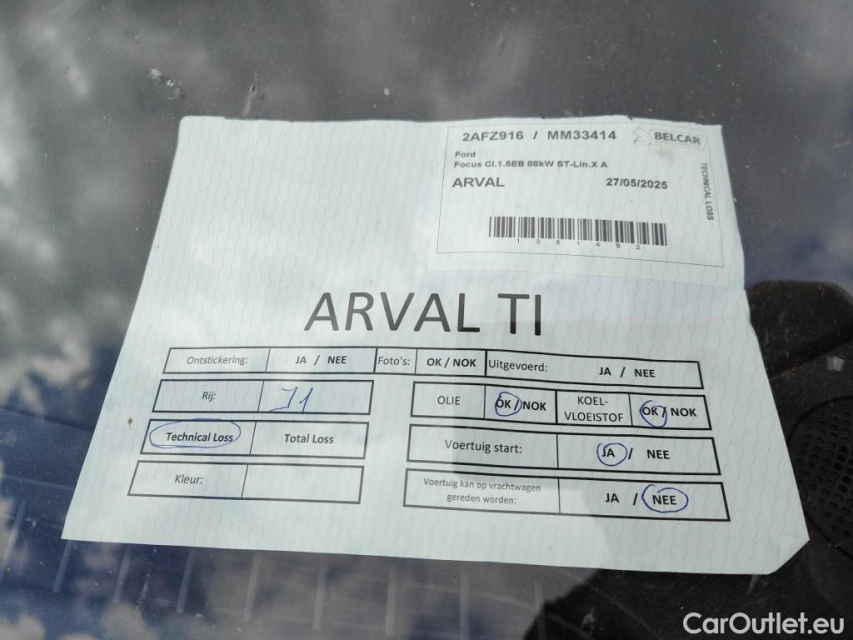 2AFZ916 / MM33414
BELCAR
Ford
Focus Cl.1.5EB 88kW ST-Lin.X A
ARVAL
27/05/2025
TECHNICAL LOSS
ARVAL TI
Ontstickering: JA / NEE Foto's: OK / NOK Uitgevoerd: JA / NEE
Rij: J1
OLIE OK / NOK KOEL-
VLOEISTOF OK / NOK
Technical Loss Total Loss
Voertuig start: JA / NEE
Kleur:
Voertuig kan op vrachtwagen
gereden worden: JA / NEE
CarOutlet.eu